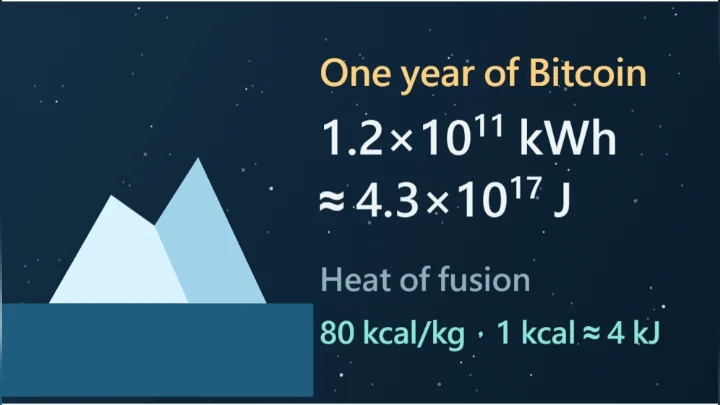 One year of Bitcoin
1.2×10¹¹ kWh
≈ 4.3×10¹⁷ J
Heat of fusion
80 kcal/kg · 1 kcal ≈ 4 kJ